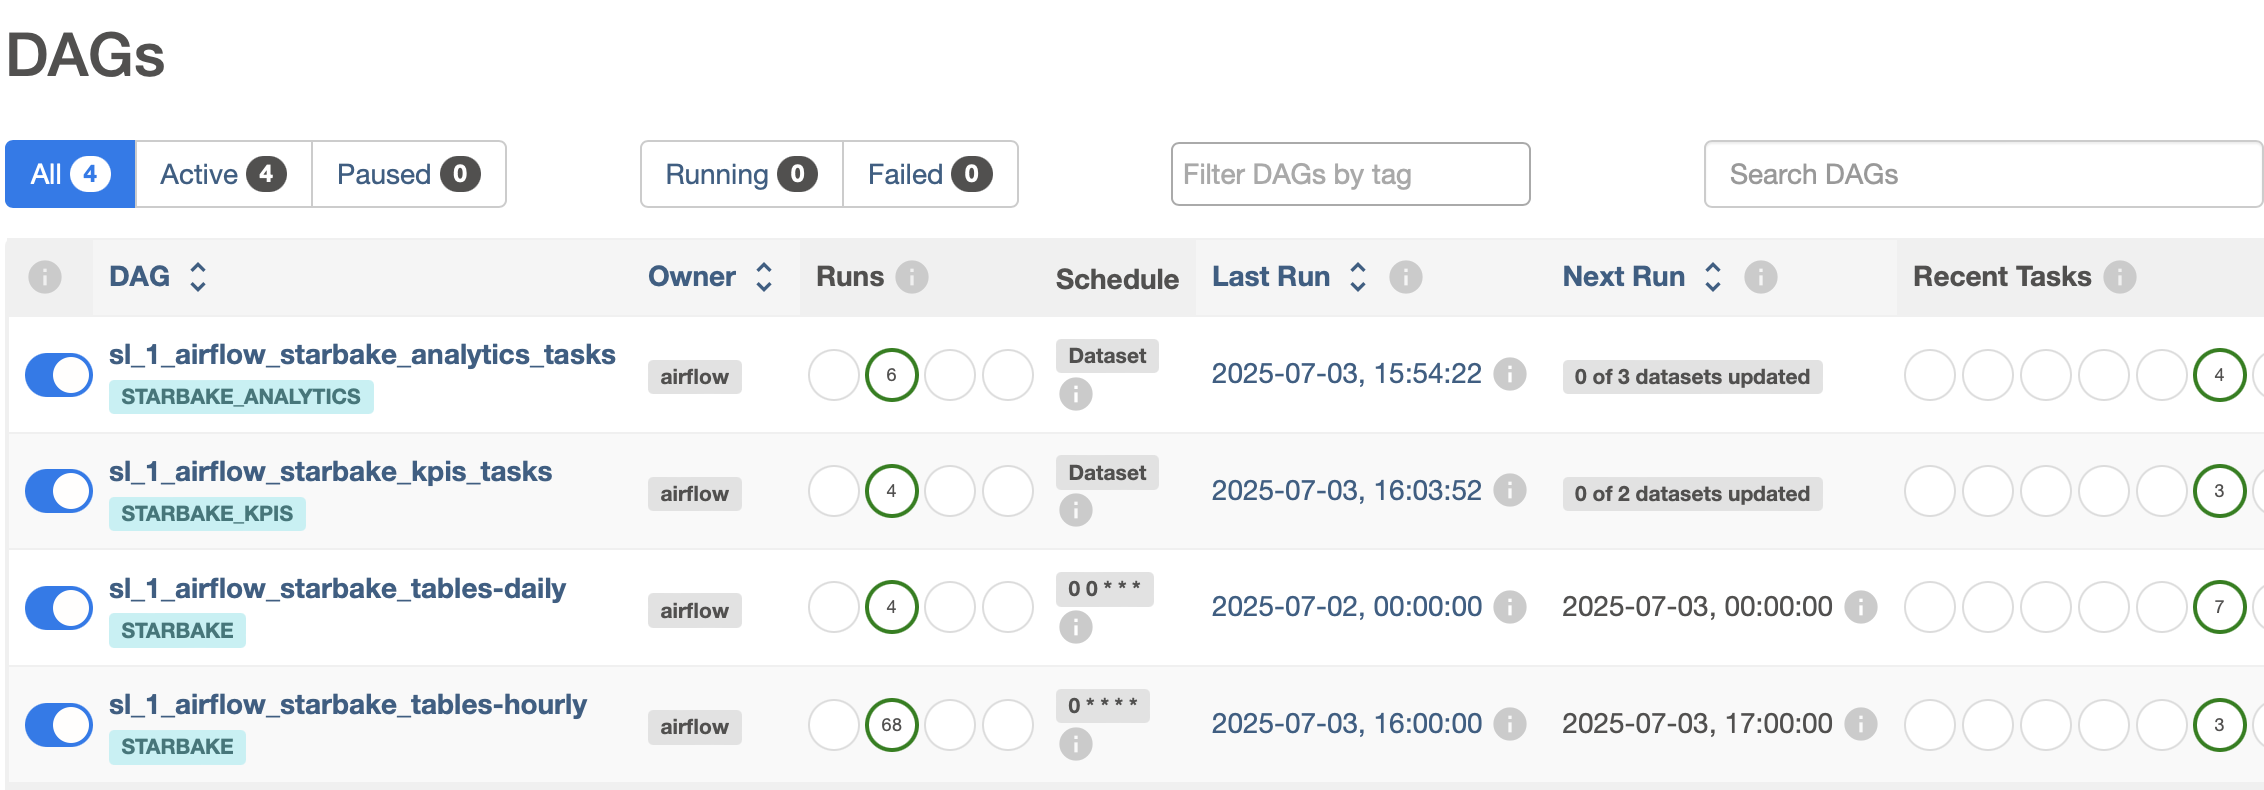 DAGs
All 4 Active 4 Paused 0 Running 0 Failed 0 Filter DAGs by tag Search DAGs
i DAG Owner Runs i Schedule Last Run i Next Run i Recent Tasks i
sl_1_airflow_starbake_analytics_tasks
STARBAKE_ANALYTICS
airflow
6
Dataset
i
2025-07-03, 15:54:22 i
0 of 3 datasets updated
4
sl_1_airflow_starbake_kpis_tasks
STARBAKE_KPIS
airflow
4
Dataset
i
2025-07-03, 16:03:52 i
0 of 2 datasets updated
3
sl_1_airflow_starbake_tables-daily
STARBAKE
airflow
4
0 0 * * *
i
2025-07-02, 00:00:00 i
2025-07-03, 00:00:00 i
7
sl_1_airflow_starbake_tables-hourly
STARBAKE
airflow
68
0 * * * *
i
2025-07-03, 16:00:00 i
2025-07-03, 17:00:00 i
3